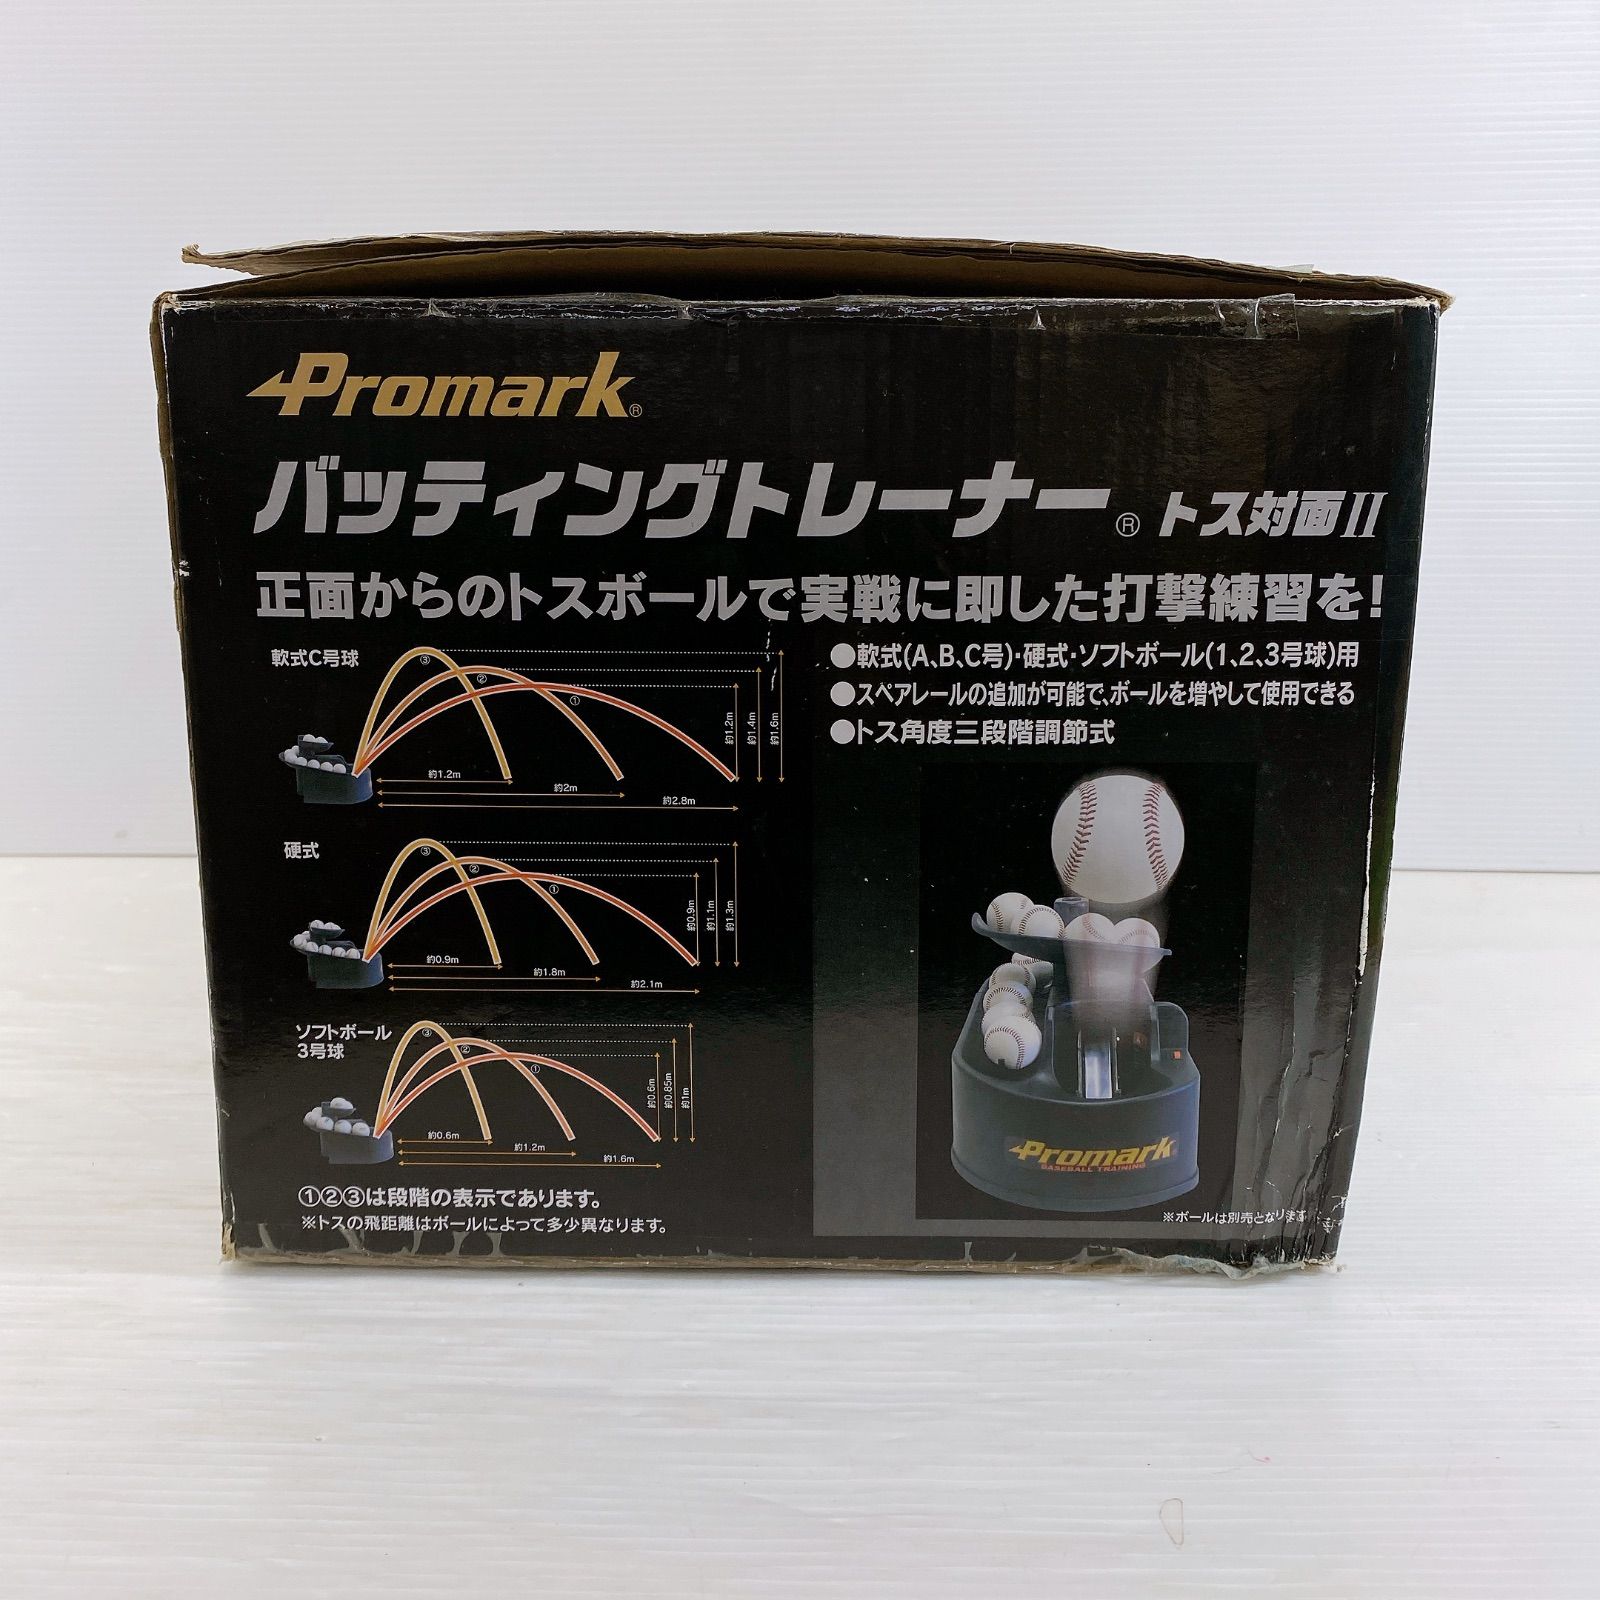 Promark®
バッティングトレーナー® トス対面II
正面からのトスボールで実戦に即した打撃練習を!
軟式C号球
③
②
①
約1.2m
約1.4m
約1.6m
約1.2m
約2m
約2.8m
硬式
③
②
①
約0.9m
約1.1m
約1.3m
約0.9m
約1.8m
約2.1m
ソフトボール
3号球
③
②
①
約0.6m
約0.85m
約1m
約0.6m
約1.2m
約1.6m
①②③は段階の表示であります。
※トスの飛距離はボールによって多少異なります。
●軟式(A、B、C号)・硬式・ソフトボール(1、2、3号球)用
●スペアレールの追加が可能で、ボールを増やして使用できる
●トス角度三段階調節式
Promark
BASEBALL TRAINING
※ボールは別売となります